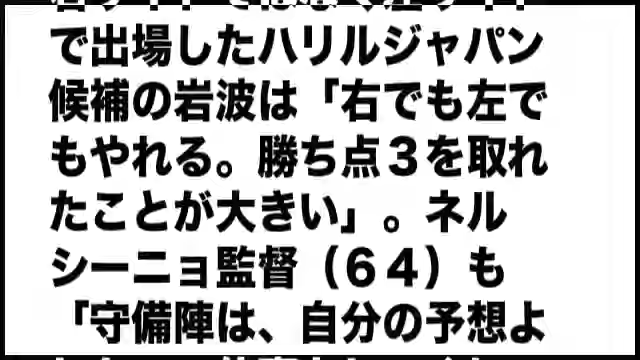 で出場したハリルジャパン
候補の岩波は「右でも左で
もやれる。勝ち点３を取れ
たことが大きい」。ネル
シーニョ監督（６４）も
「守備陣は、自分の予想よ